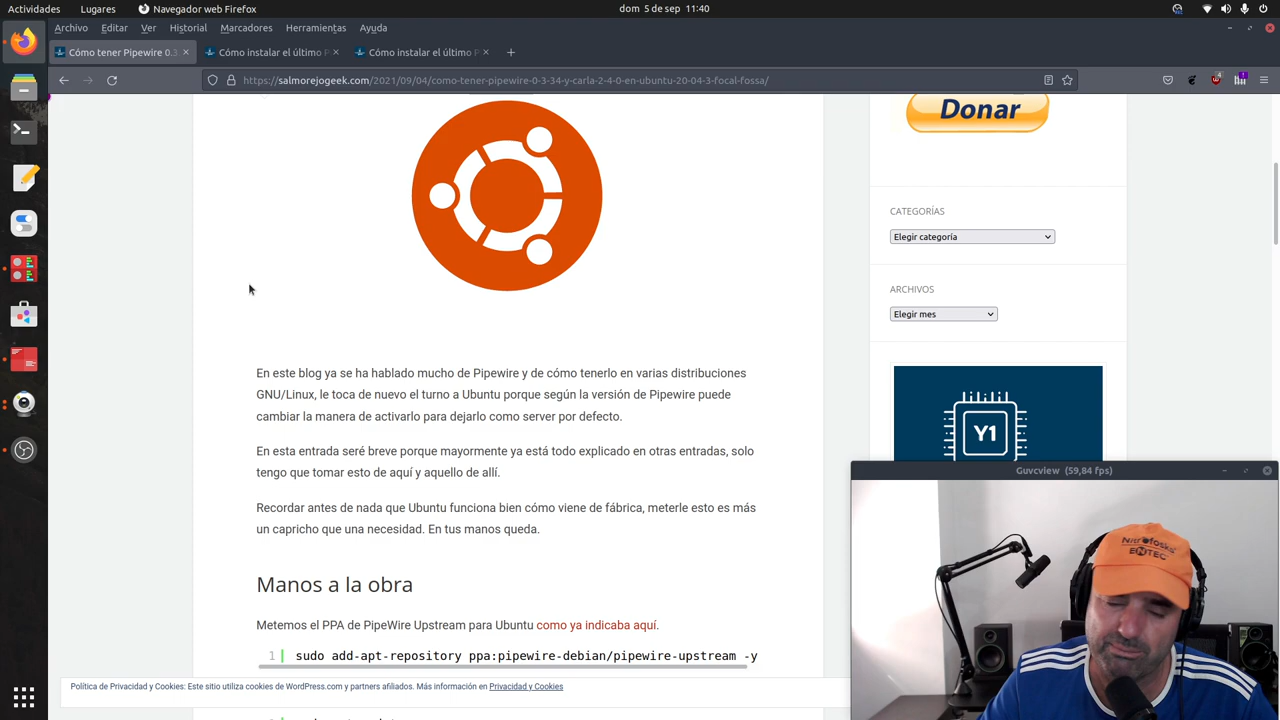 Actividades Lugares Navegador web Firefox dom 5 de sep 11:40
Archivo Editar Ver Historial Marcadores Herramientas Ayuda
Cómo tener Pipewire 0.3. Cómo instalar el último P Cómo instalar el último P
https://salmorejogeek.com/2021/09/04/como-tener-pipewire-0-3-34-y-carla-2-4-0-en-ubuntu-20-04-3-focal-fossa/
Donar
CATEGORÍAS
Elegir categoría
ARCHIVOS
Elegir mes
Y1
En este blog ya se ha hablado mucho de Pipewire y de cómo tenerlo en varias distribuciones
GNU/Linux, le toca de nuevo el turno a Ubuntu porque según la versión de Pipewire puede
cambiar la manera de activarlo para dejarlo como server por defecto.
En esta entrada seré breve porque mayormente ya está todo explicado en otras entradas, solo
tengo que tomar esto de aquí y aquello de allí.
Recordar antes de nada que Ubuntu funciona bien cómo viene de fábrica, meterle esto es más
un capricho que una necesidad. En tus manos queda.
Manos a la obra
Metemos el PPA de PipeWire Upstream para Ubuntu como ya indicaba aquí.
1 sudo add-apt-repository ppa:pipewire-debian/pipewire-upstream -y
Política de Privacidad y Cookies: Este sitio utiliza cookies de WordPress.com y partners afiliados. Más información en Privacidad y Cookies
Guvcview (59,84 fps)
ENTEC